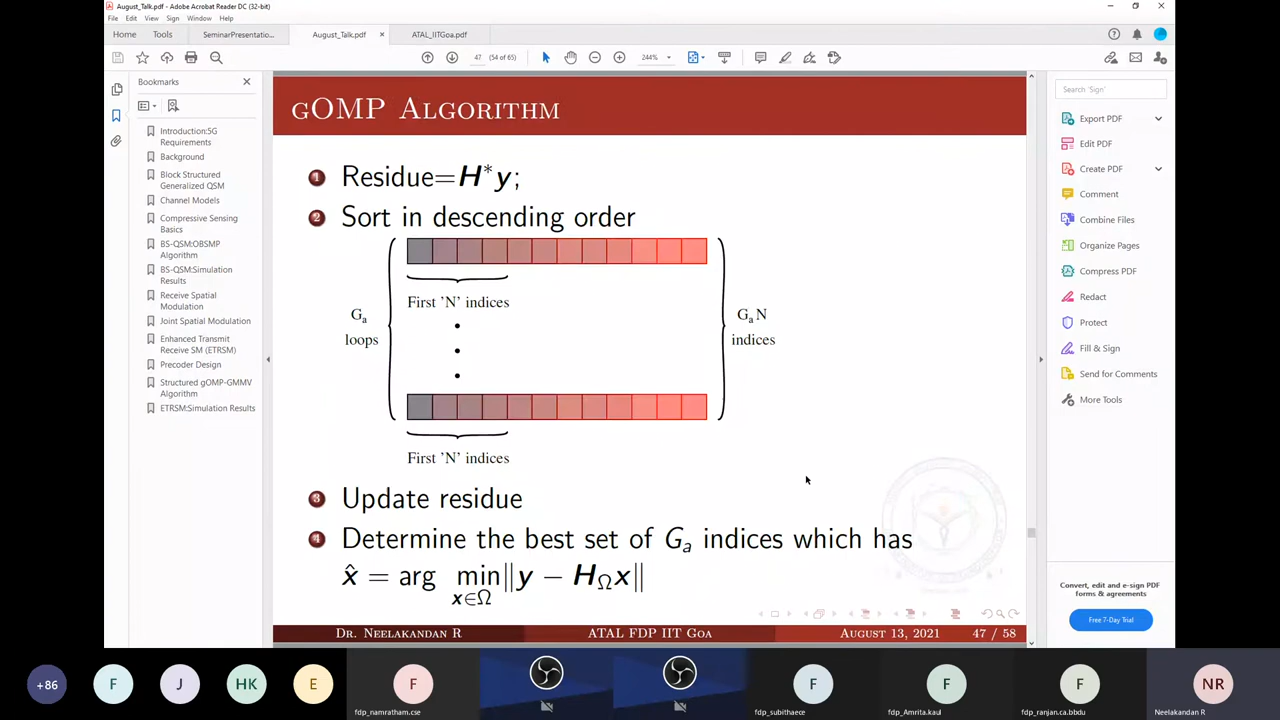 August_Talk.pdf - Adobe Acrobat Reader DC (32-bit)
File Edit View Sign Window Help
Home Tools SeminarPresentatio... August_Talk.pdf × ATAL_IITGoa.pdf
47 (54 of 65) 244%
Bookmarks
Introduction:5G
Requirements
Background
Block Structured
Generalized QSM
Channel Models
Compressive Sensing
Basics
BS-QSM:OBSMP
Algorithm
BS-QSM:Simulation
Results
Receive Spatial
Modulation
Joint Spatial Modulation
Enhanced Transmit
Receive SM (ETRSM)
Precoder Design
Structured gOMP-GMMV
Algorithm
ETRSM:Simulation Results
gOMP Algorithm
1 Residue=H*y;
2 Sort in descending order
First 'N' indices
Ga
loops
GaN
indices
First 'N' indices
3 Update residue
4 Determine the best set of Ga indices which has
x̂ = arg min‖y − HΩx‖
x∈Ω
Dr. Neelakandan R ATAL FDP IIT Goa August 13, 2021 47 / 58
Search 'Sign'
Export PDF
Edit PDF
Create PDF
Comment
Combine Files
Organize Pages
Compress PDF
Redact
Protect
Fill & Sign
Send for Comments
More Tools
Convert, edit and e-sign PDF
forms & agreements
Free 7-Day Trial
+86 F J HK E F F F F NR
fdp_namratham.cse fdp_subithaece fdp_Amrita.kaul fdp_ranjan.ca.bbdu Neelakandan R